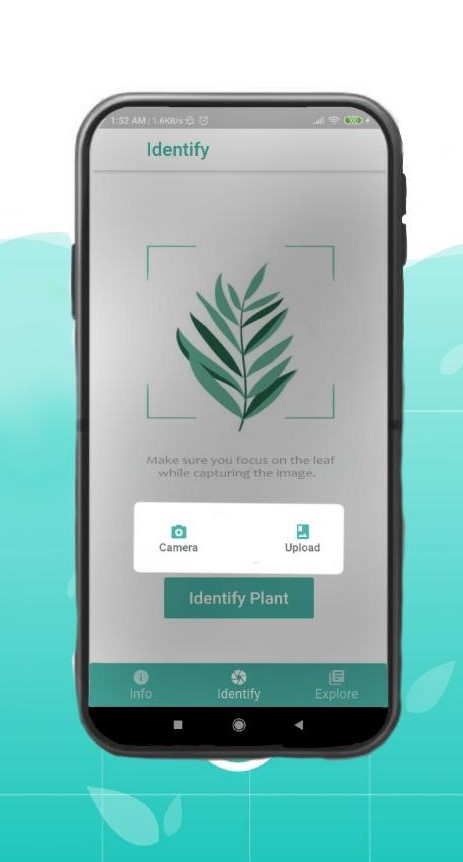 1:52 AM | 1.6KB/s
Identify
Make sure you focus on the leaf
while capturing the image.
Camera
Upload
Identify Plant
Info
Identify
Explore